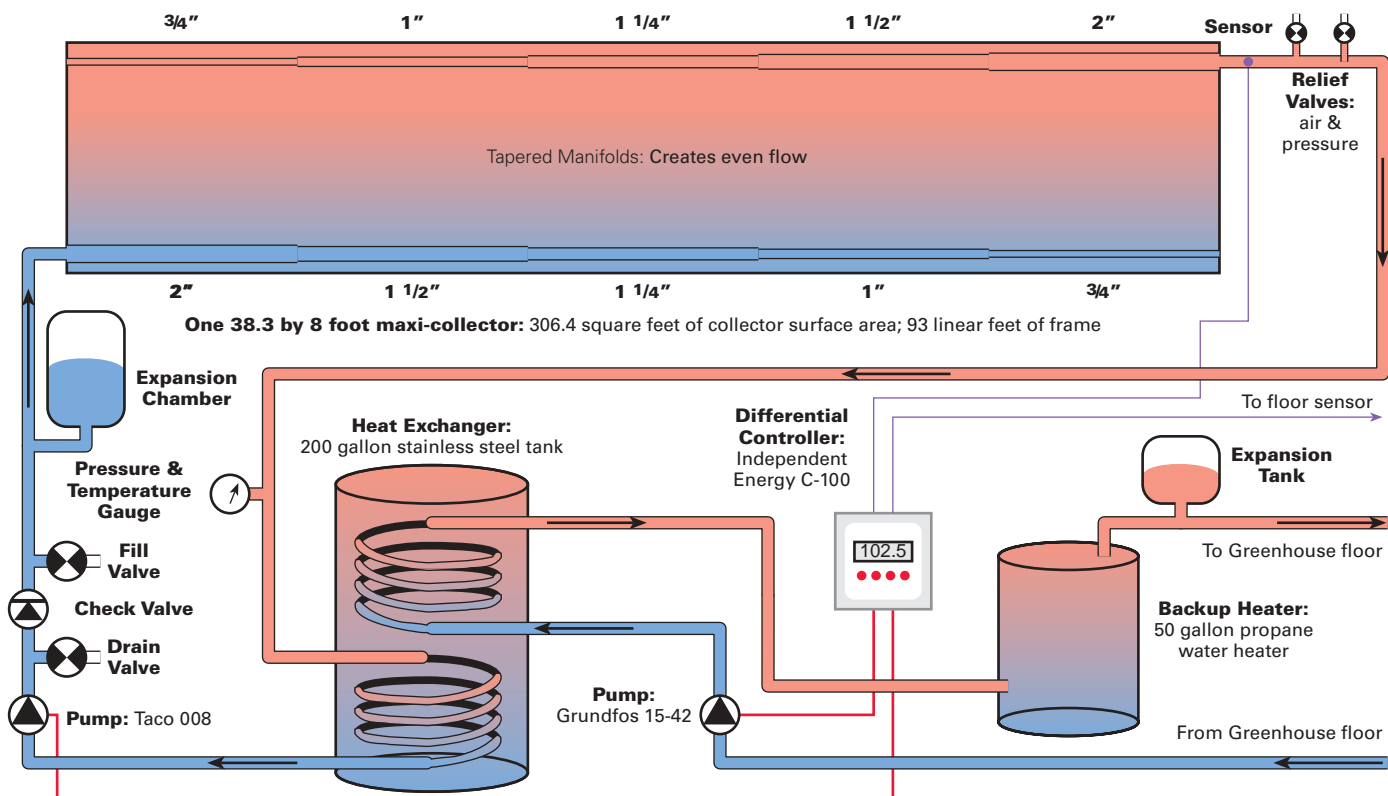 3/4" 1" 1 1/4" 1 1/2" 2"
Sensor
Relief
Valves:
air &
pressure
Tapered Manifolds: Creates even flow
2" 1 1/2" 1 1/4" 1" 3/4"
One 38.3 by 8 foot maxi-collector: 306.4 square feet of collector surface area; 93 linear feet of frame
Expansion
Chamber
Heat Exchanger:
200 gallon stainless steel tank
Differential
Controller:
Independent
Energy C-100
To floor sensor
Expansion
Tank
Pressure &
Temperature
Gauge
102.5
To Greenhouse floor
Fill
Valve
Check Valve
Drain
Valve
Backup Heater:
50 gallon propane
water heater
Pump: Taco 008
Pump:
Grundfos 15-42
From Greenhouse floor